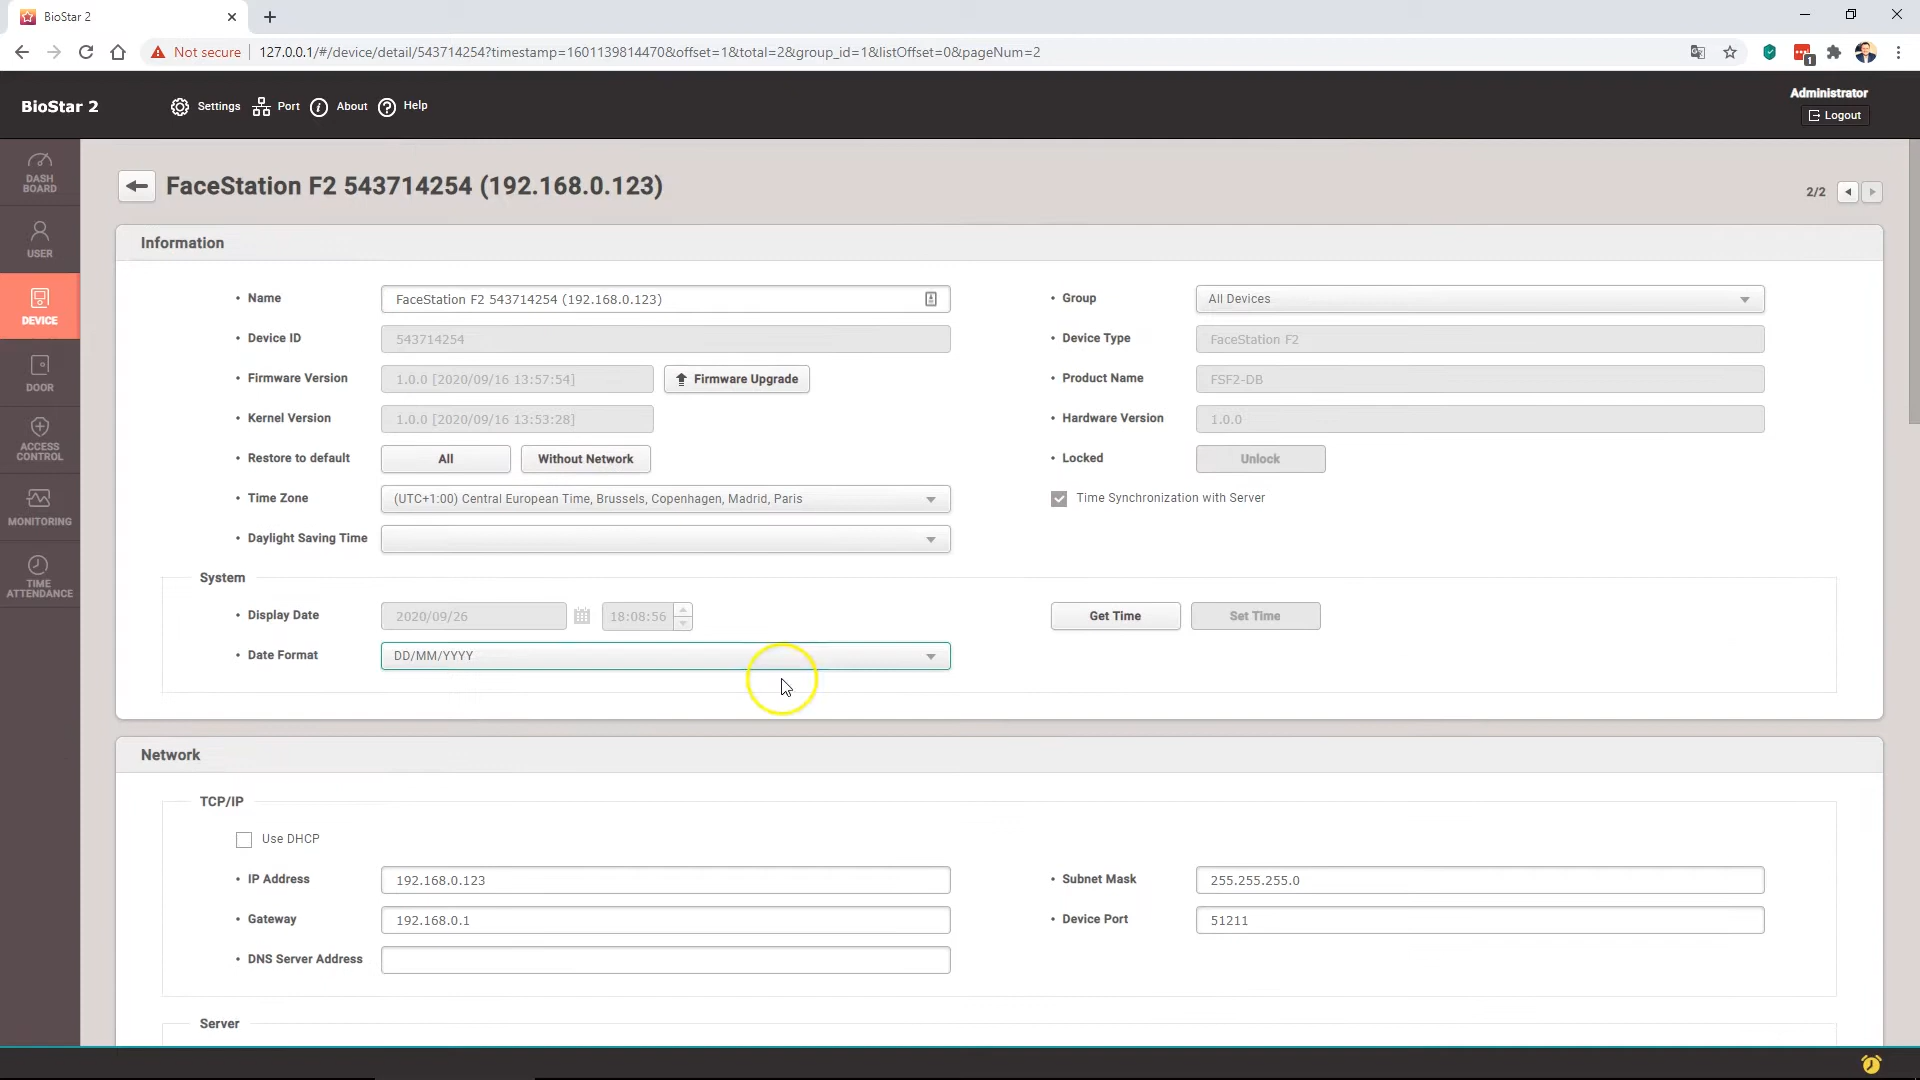 BioStar 2
Not secure
127.0.0.1/#/device/detail/543714254?timestamp=1601139814470&offset=1&total=2&group_id=1&listOffset=0&pageNum=2
1
BioStar 2
Settings
Port
About
Help
Administrator
Logout
DASH
BOARD
USER
DEVICE
DOOR
ACCESS
CONTROL
MONITORING
TIME
ATTENDANCE
FaceStation F2 543714254 (192.168.0.123)
2/2
Information
Name
FaceStation F2 543714254 (192.168.0.123)
Group
All Devices
Device ID
543714254
Device Type
FaceStation F2
Firmware Version
1.0.0 [2020/09/16 13:57:54]
Firmware Upgrade
Product Name
FSF2-DB
Kernel Version
1.0.0 [2020/09/16 13:53:28]
Hardware Version
1.0.0
Restore to default
All
Without Network
Locked
Unlock
Time Zone
(UTC+1:00) Central European Time, Brussels, Copenhagen, Madrid, Paris
Time Synchronization with Server
Daylight Saving Time
System
Display Date
2020/09/26
18:08:56
Get Time
Set Time
Date Format
DD/MM/YYYY
Network
TCP/IP
Use DHCP
IP Address
192.168.0.123
Subnet Mask
255.255.255.0
Gateway
192.168.0.1
Device Port
51211
DNS Server Address
Server